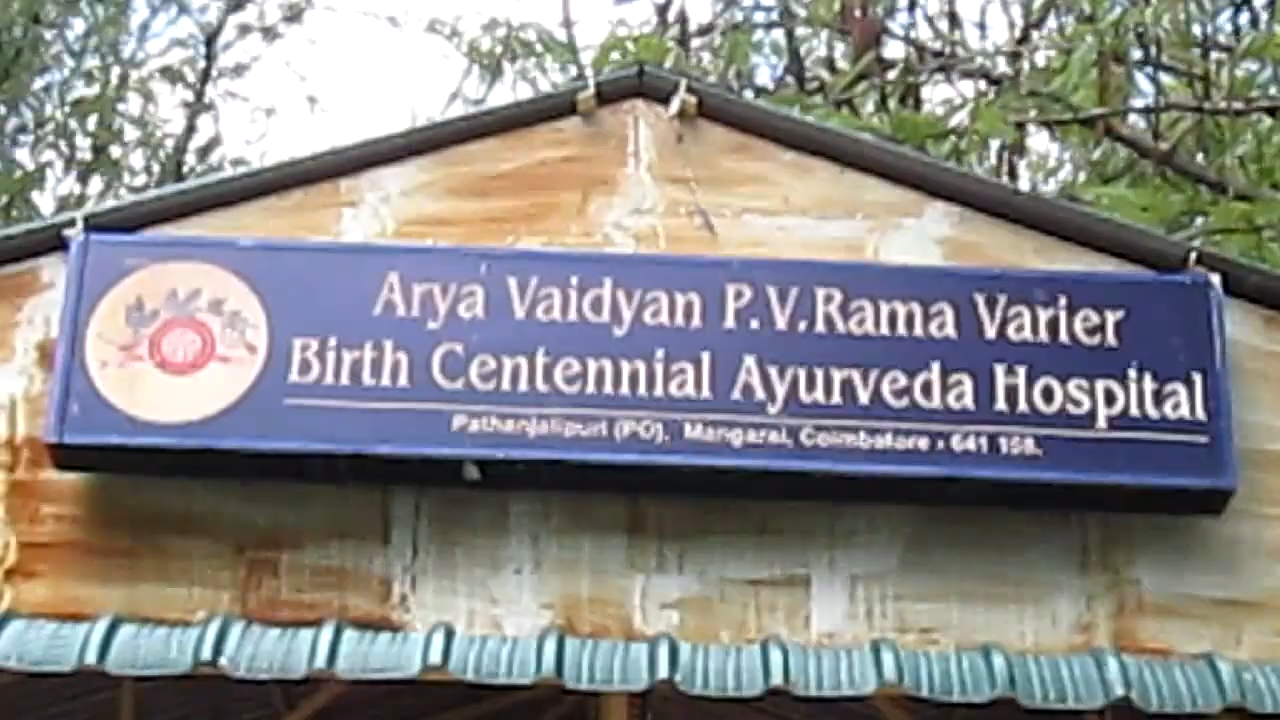 Arya Vaidyan P.V.Rama Varier
Birth Centennial Ayurveda Hospital
Pathanjalipuri (PO), Mangarai, Coimbatore - 641 108.